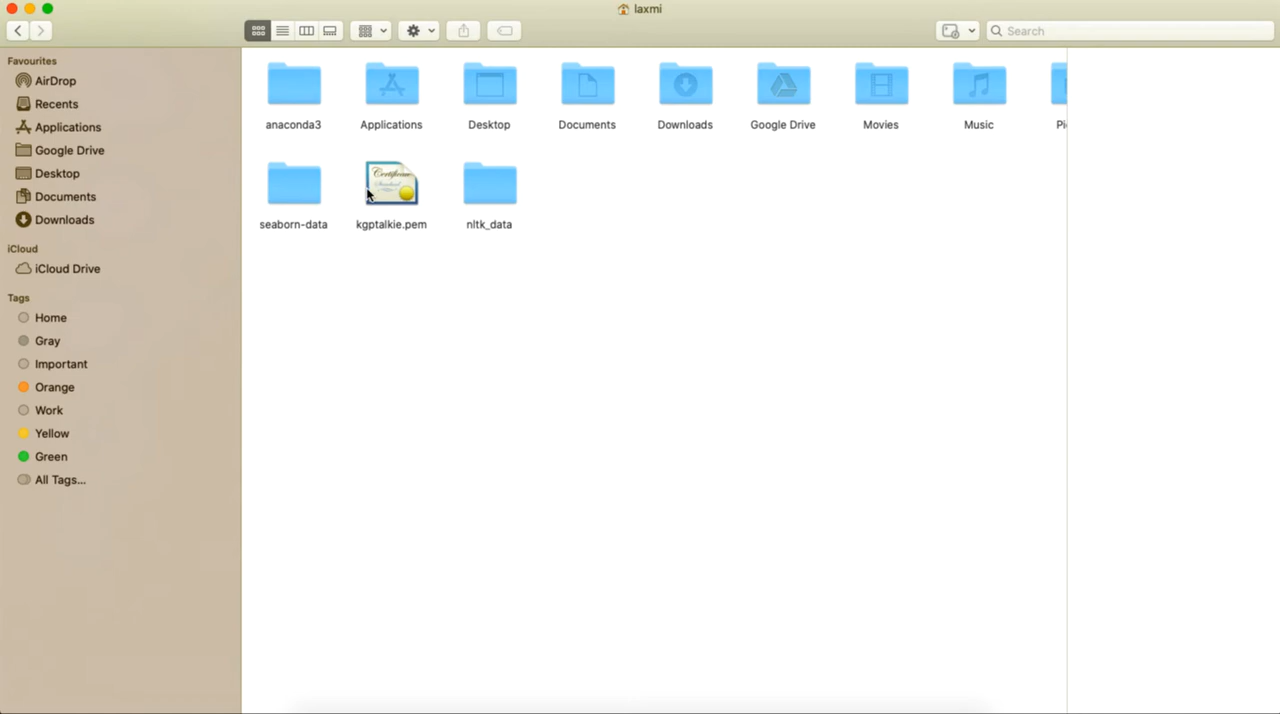 laxmi
Search
Favourites
AirDrop
Recents
Applications
Google Drive
Desktop
Documents
Downloads
iCloud
iCloud Drive
Tags
Home
Gray
Important
Orange
Work
Yellow
Green
All Tags...
anaconda3
Applications
Desktop
Documents
Downloads
Google Drive
Movies
Music
seaborn-data
kgptalkie.pem
nltk_data